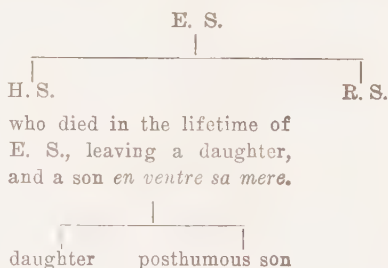 E. S.
H. S. R. S.
who died in the lifetime of
E. S., leaving a daughter,
and a son en ventre sa mere.
daughter posthumous son